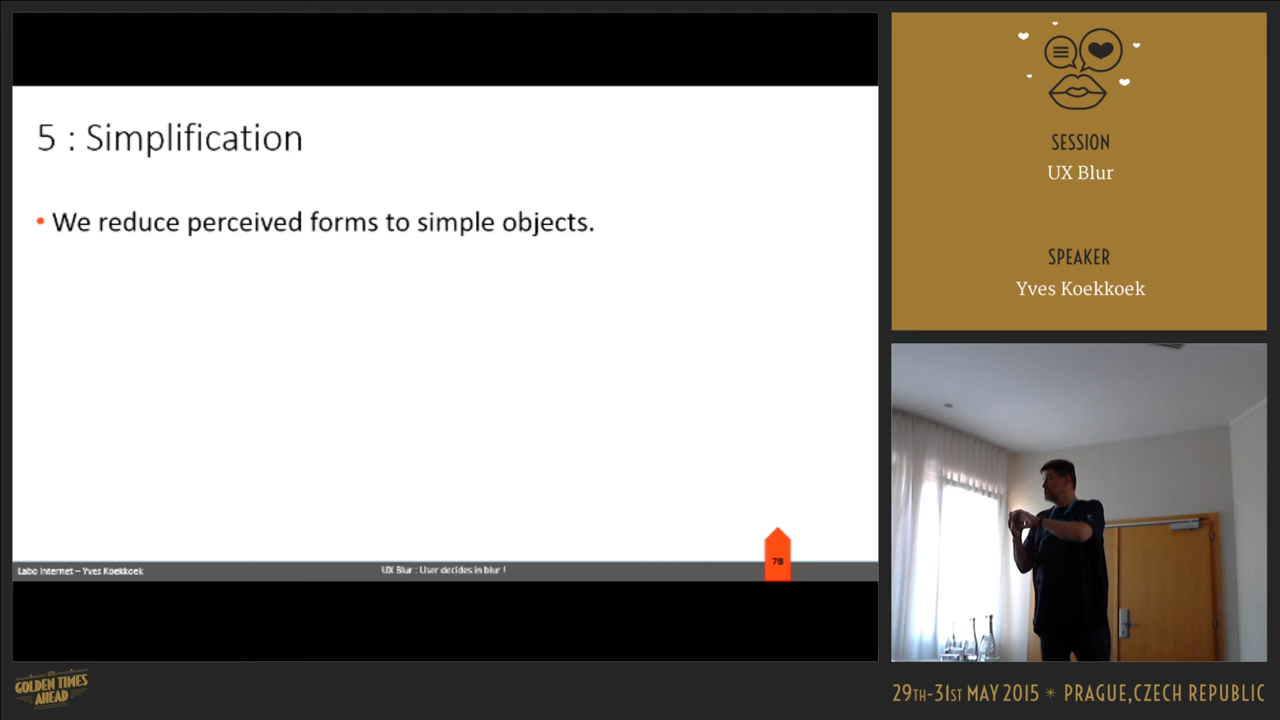 5 : Simplification
• We reduce perceived forms to simple objects.
Labo Internet – Yves Koekkoek
UX Blur : User decides in blur !
78
SESSION
UX Blur
SPEAKER
Yves Koekkoek
GOLDEN TIMES
AHEAD
29TH-31ST MAY 2015 * PRAGUE, CZECH REPUBLIC